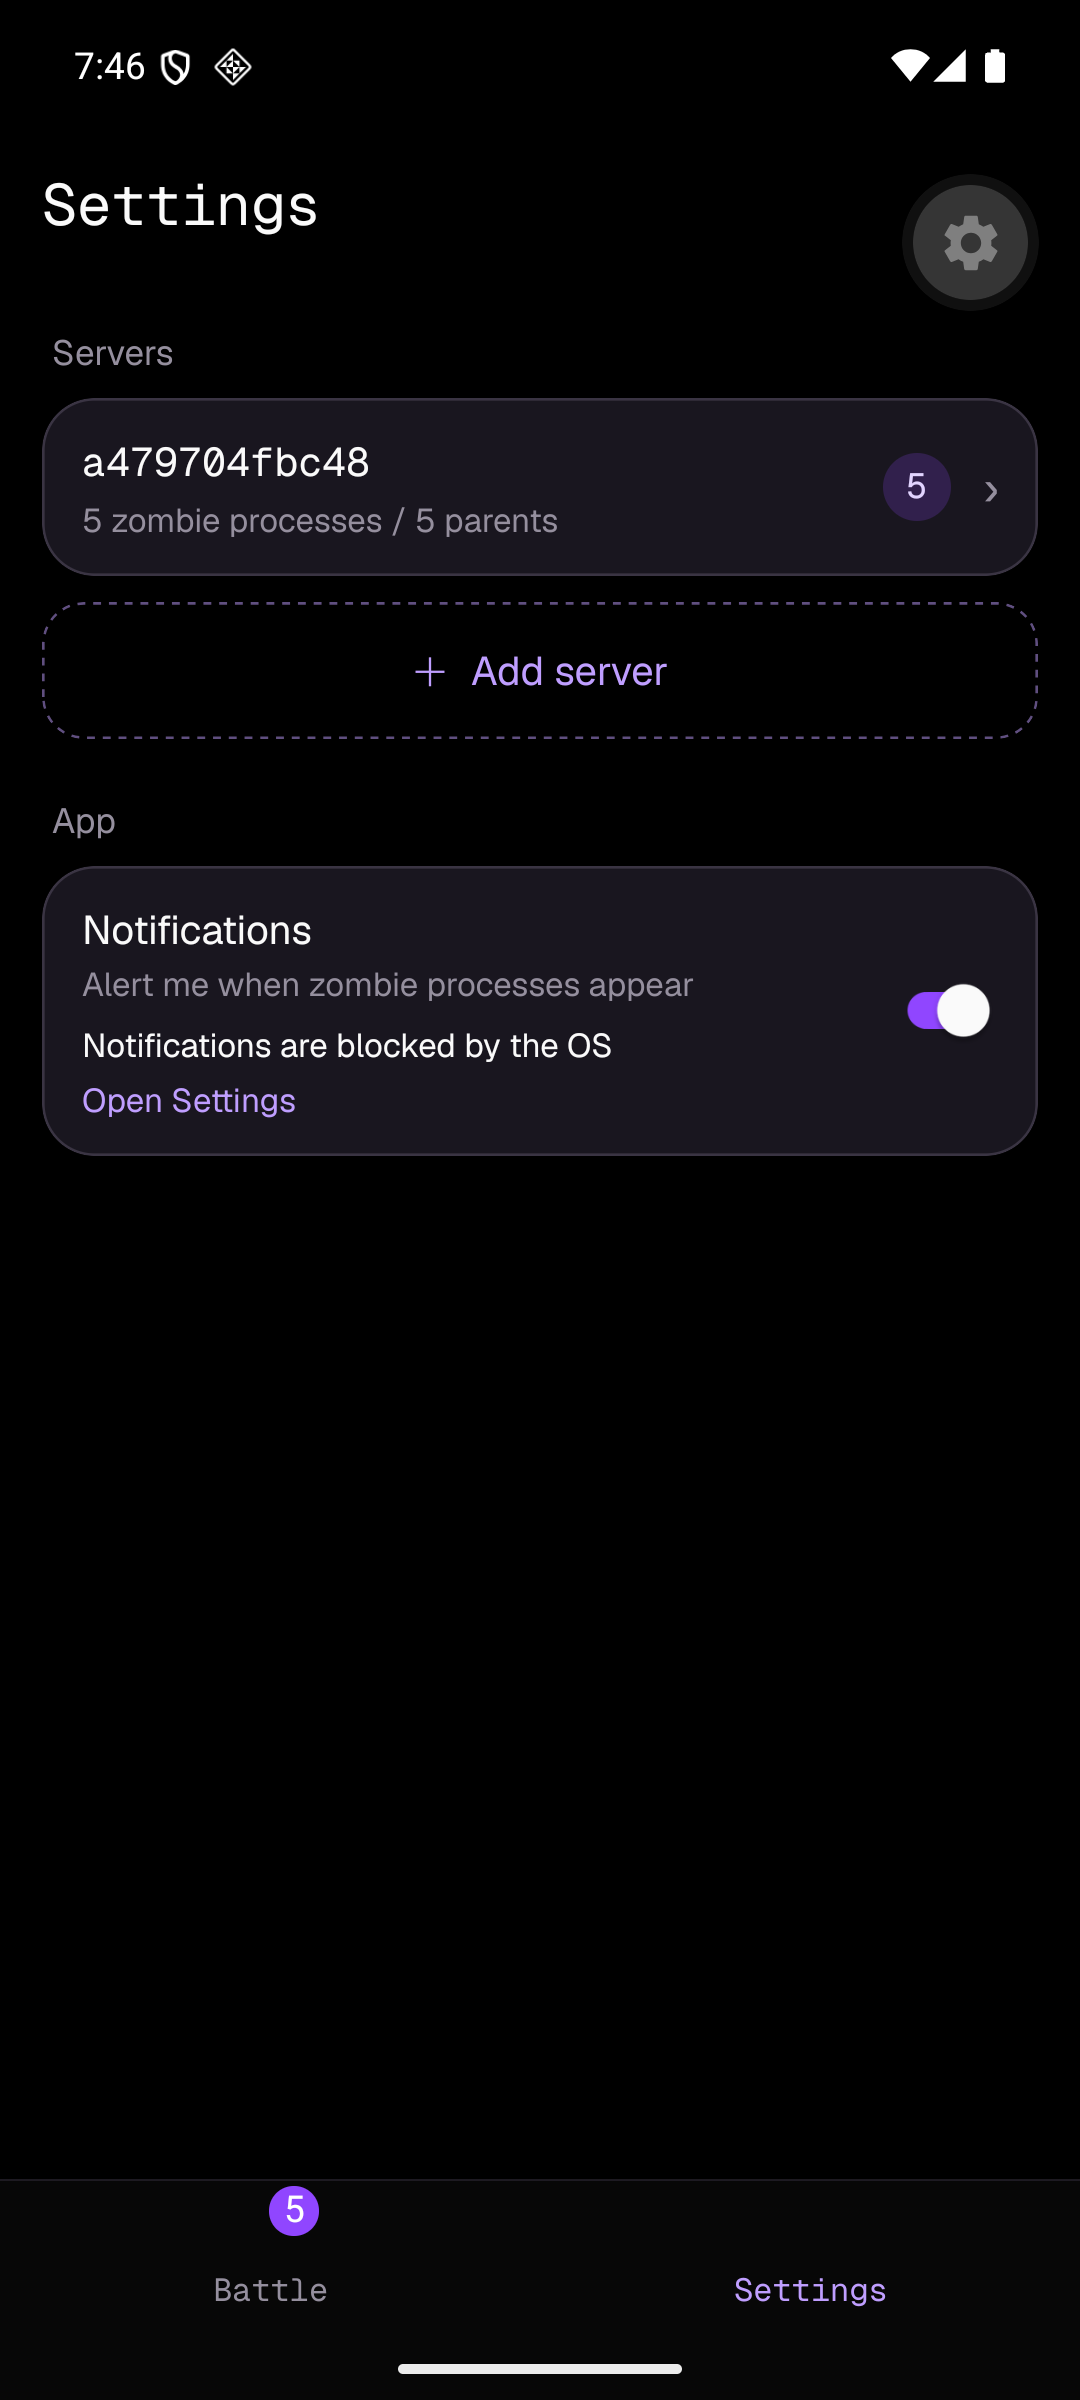 7:46
Settings
Servers
a479704fbc48
5 zombie processes / 5 parents
5
+ Add server
App
Notifications
Alert me when zombie processes appear
Notifications are blocked by the OS
Open Settings
5
Battle
Settings